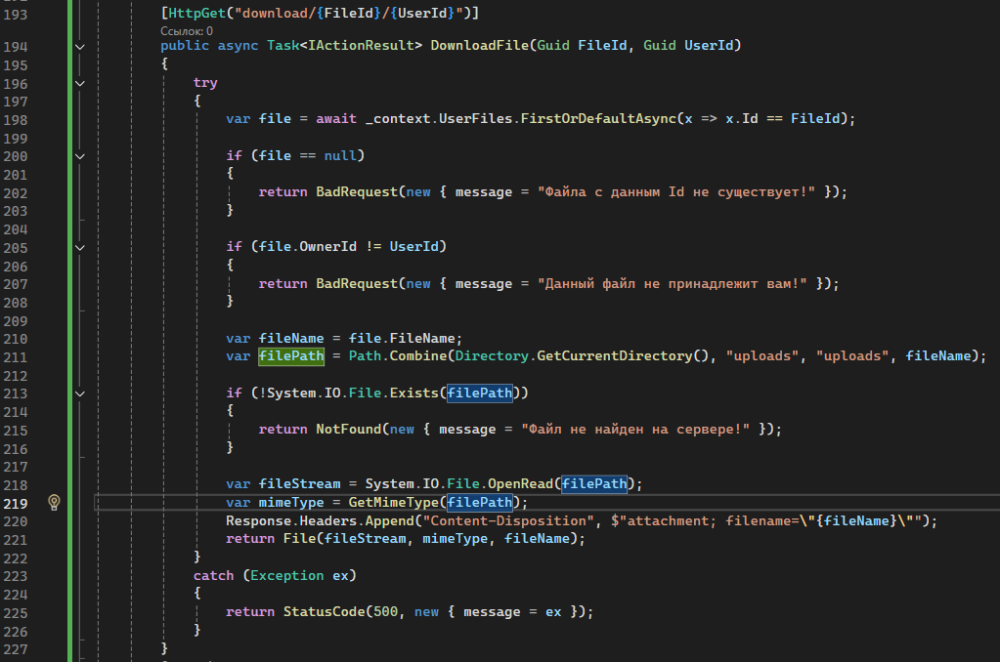 193 [HttpGet("download/{FileId}/{UserId}")]
Ссылок: 0
194 public async Task<IActionResult> DownloadFile(Guid FileId, Guid UserId)
195 {
196 try
197 {
198 var file = await _context.UserFiles.FirstOrDefaultAsync(x => x.Id == FileId);
199
200 if (file == null)
201 {
202 return BadRequest(new { message = "Файла с данным Id не существует!" });
203 }
204
205 if (file.OwnerId != UserId)
206 {
207 return BadRequest(new { message = "Данный файл не принадлежит вам!" });
208 }
209
210 var fileName = file.FileName;
211 var filePath = Path.Combine(Directory.GetCurrentDirectory(), "uploads", "uploads", fileName);
212
213 if (!System.IO.File.Exists(filePath))
214 {
215 return NotFound(new { message = "Файл не найден на сервере!" });
216 }
217
218 var fileStream = System.IO.File.OpenRead(filePath);
219 var mimeType = GetMimeType(filePath);
220 Response.Headers.Append("Content-Disposition", $"attachment; filename=\"{fileName}\"");
221 return File(fileStream, mimeType, fileName);
222 }
223 catch (Exception ex)
224 {
225 return StatusCode(500, new { message = ex });
226 }
227 }